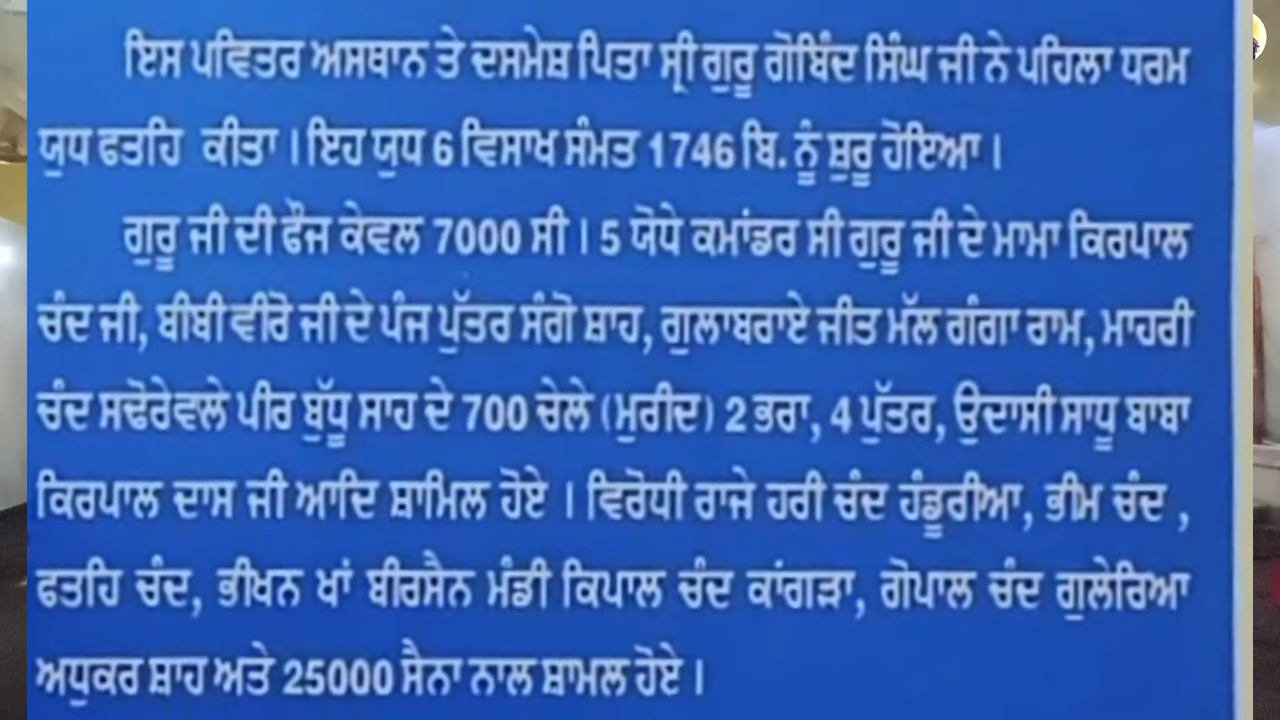 ਇਸ ਪਵਿਤਰ ਅਸਥਾਨ ਤੇ ਦਸਮੇਸ਼ ਪਿਤਾ ਸ੍ਰੀ ਗੁਰੂ ਗੋਬਿੰਦ ਸਿੰਘ ਜੀ ਨੇ ਪਹਿਲਾ ਧਰਮ
ਯੁਧ ਫਤਹਿ ਕੀਤਾ । ਇਹ ਯੁਧ 6 ਵਿਸਾਖ ਸੰਮਤ 1746 ਬਿ. ਨੂੰ ਸ਼ੁਰੂ ਹੋਇਆ ।
ਗੁਰੂ ਜੀ ਦੀ ਫੌਜ ਕੇਵਲ 7000 ਸੀ । 5 ਯੋਧੇ ਕਮਾਂਡਰ ਸੀ ਗੁਰੂ ਜੀ ਦੇ ਮਾਮਾ ਕਿਰਪਾਲ
ਚੰਦ ਜੀ, ਬੀਬੀ ਵੀਰੋ ਜੀ ਦੇ ਪੰਜ ਪੁੱਤਰ ਸੰਗੋ ਸ਼ਾਹ, ਗੁਲਾਬਰਾਏ ਜੀਤ ਮੱਲ ਗੰਗਾ ਰਾਮ, ਮਾਹਰੀ
ਚੰਦ ਸਢੋਰੇਵਲੇ ਪੀਰ ਬੁੱਧੂ ਸਾਹ ਦੇ 700 ਚੇਲੇ (ਮੁਰੀਦ) 2 ਭਰਾ, 4 ਪੁੱਤਰ, ਉਦਾਸੀ ਸਾਧੂ ਬਾਬਾ
ਕਿਰਪਾਲ ਦਾਸ ਜੀ ਆਦਿ ਸ਼ਾਮਿਲ ਹੋਏ । ਵਿਰੋਧੀ ਰਾਜੇ ਹਰੀ ਚੰਦ ਹੰਡੂਰੀਆ, ਭੀਮ ਚੰਦ ,
ਫਤਹਿ ਚੰਦ, ਭੀਖਨ ਖਾਂ ਬੀਰਸੈਨ ਮੰਡੀ ਕਿਪਾਲ ਚੰਦ ਕਾਂਗੜਾ, ਗੋਪਾਲ ਚੰਦ ਗੁਲੇਰਿਆ
ਅਧੁਕਰ ਸ਼ਾਹ ਅਤੇ 25000 ਸੈਨਾ ਨਾਲ ਸ਼ਾਮਲ ਹੋਏ ।